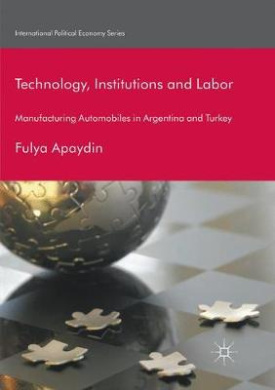 International Political Economy Series
Technology, Institutions and Labor
Manufacturing Automobiles in Argentina and Turkey
Fulya Apaydin